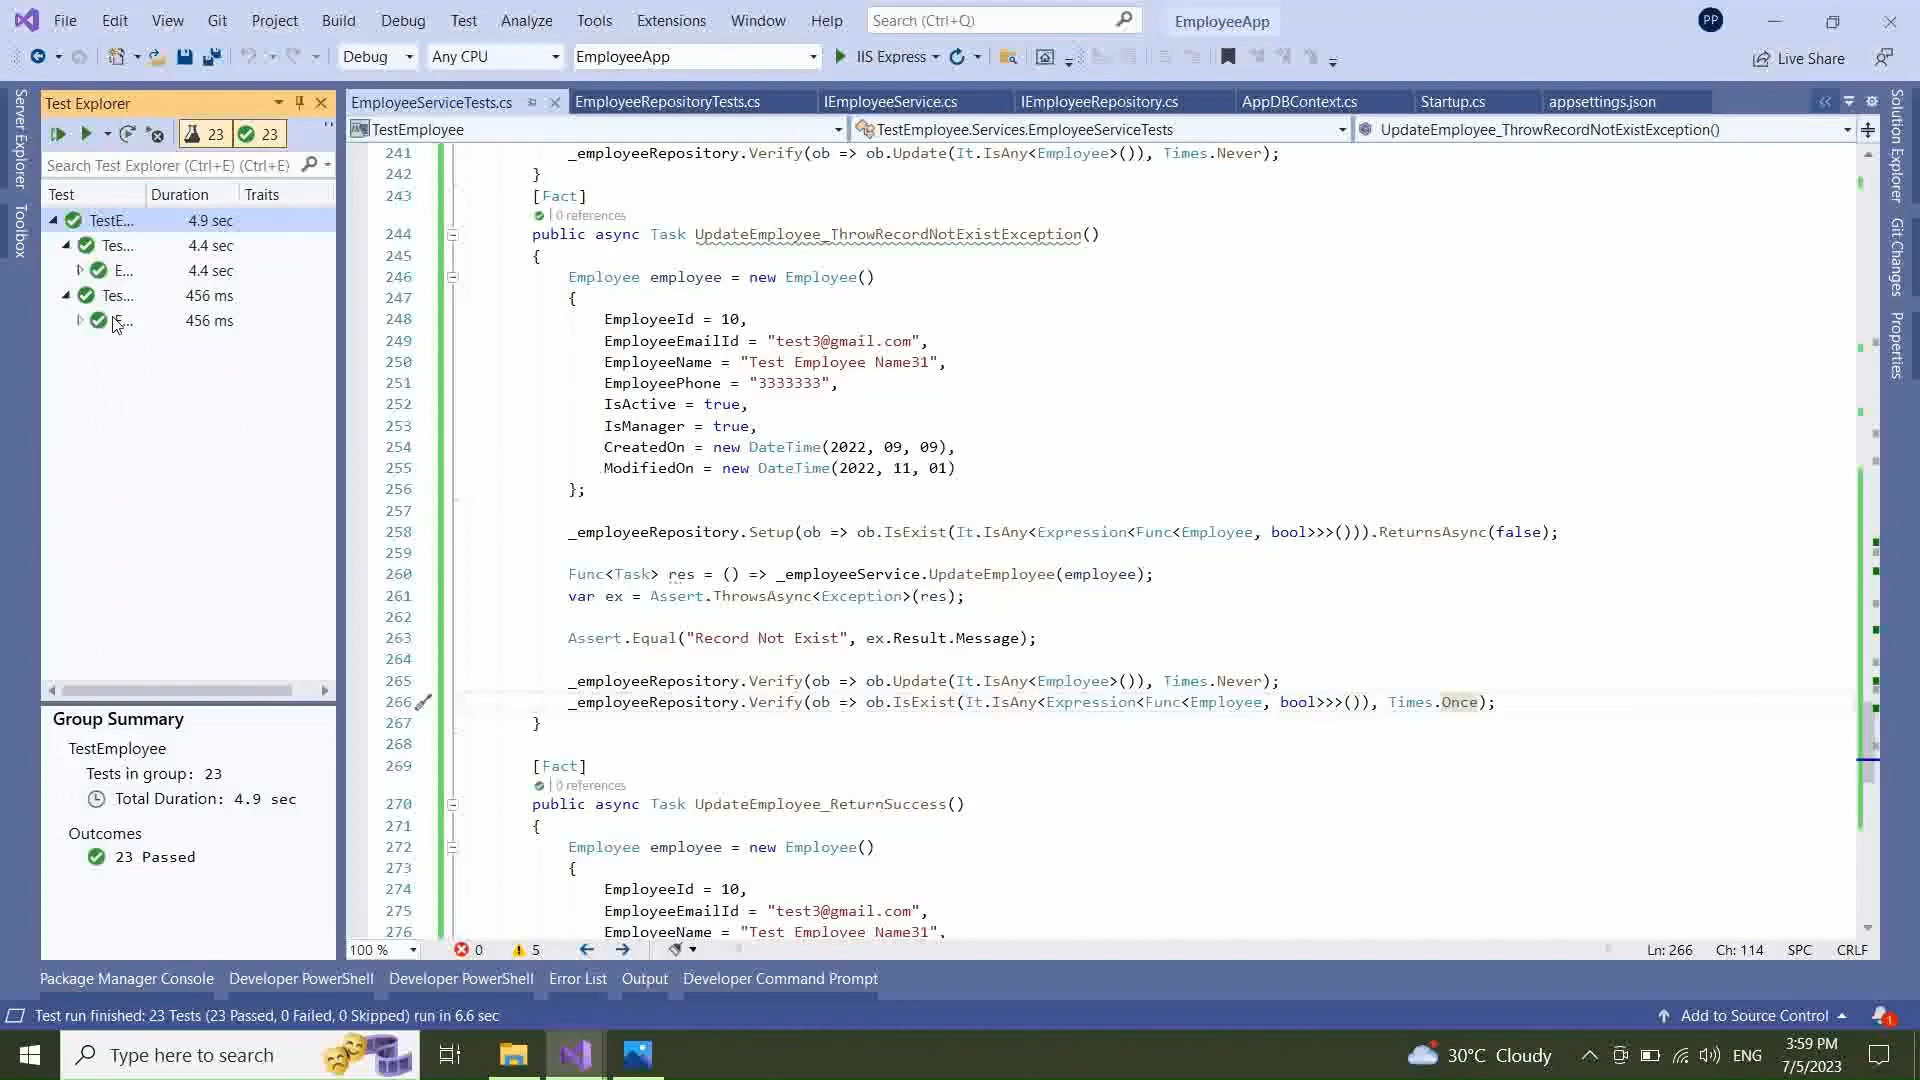 File Edit View Git Project Build Debug Test Analyze Tools Extensions Window Help Search (Ctrl+Q) EmployeeApp PP
Debug Any CPU EmployeeApp IIS Express Live Share
Server Explorer
Toolbox
Test Explorer
23 23
Search Test Explorer (Ctrl+E) (Ctrl+E)
Test Duration Traits
TestE... 4.9 sec
Tes... 4.4 sec
E... 4.4 sec
Tes... 456 ms
E... 456 ms
Group Summary
TestEmployee
Tests in group: 23
Total Duration: 4.9 sec
Outcomes
23 Passed
EmployeeServiceTests.cs EmployeeRepositoryTests.cs IEmployeeService.cs IEmployeeRepository.cs AppDBContext.cs Startup.cs appsettings.json
TestEmployee TestEmployee.Services.EmployeeServiceTests UpdateEmployee_ThrowRecordNotExistException()
241 _employeeRepository.Verify(ob => ob.Update(It.IsAny<Employee>()), Times.Never);
242 }
243 [Fact]
0 references
244 public async Task UpdateEmployee_ThrowRecordNotExistException()
245 {
246 Employee employee = new Employee()
247 {
248 EmployeeId = 10,
249 EmployeeEmailId = "test3@gmail.com",
250 EmployeeName = "Test Employee Name31",
251 EmployeePhone = "3333333",
252 IsActive = true,
253 IsManager = true,
254 CreatedOn = new DateTime(2022, 09, 09),
255 ModifiedOn = new DateTime(2022, 11, 01)
256 };
257
258 _employeeRepository.Setup(ob => ob.IsExist(It.IsAny<Expression<Func<Employee, bool>>>())).ReturnsAsync(false);
259
260 Func<Task> res = () => _employeeService.UpdateEmployee(employee);
261 var ex = Assert.ThrowsAsync<Exception>(res);
262
263 Assert.Equal("Record Not Exist", ex.Result.Message);
264
265 _employeeRepository.Verify(ob => ob.Update(It.IsAny<Employee>()), Times.Never);
266 _employeeRepository.Verify(ob => ob.IsExist(It.IsAny<Expression<Func<Employee, bool>>>()), Times.Once);
267 }
268
269 [Fact]
0 references
270 public async Task UpdateEmployee_ReturnSuccess()
271 {
272 Employee employee = new Employee()
273 {
274 EmployeeId = 10,
275 EmployeeEmailId = "test3@gmail.com",
276 EmployeeName = "Test Employee Name31",
100 % 0 5 Ln: 266 Ch: 114 SPC CRLF
Solution Explorer
Git Changes
Properties
Package Manager Console Developer PowerShell Developer PowerShell Error List Output Developer Command Prompt
Test run finished: 23 Tests (23 Passed, 0 Failed, 0 Skipped) run in 6.6 sec Add to Source Control 1
Type here to search 30°C Cloudy ENG 3:59 PM
7/5/2023